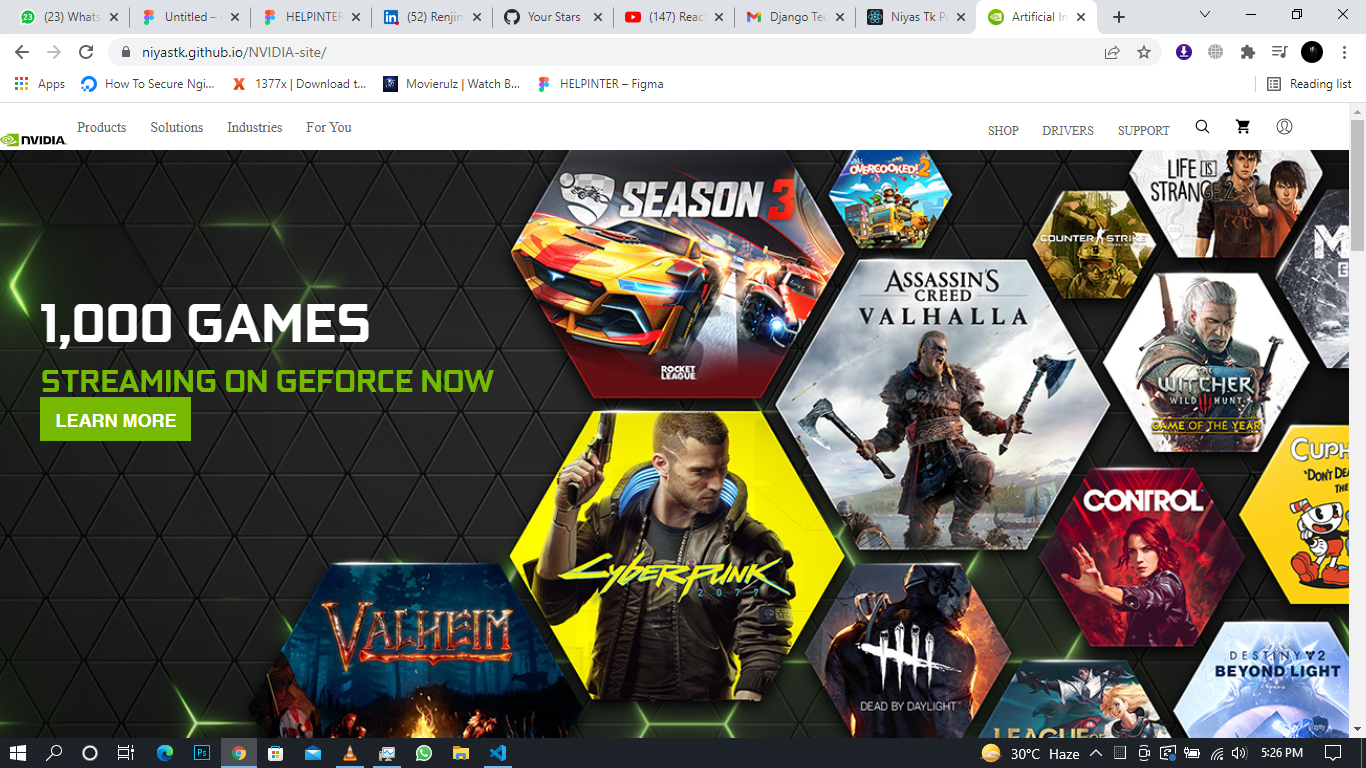 (23) Whats
Untitled –
HELPINTER
(52) Renjin
Your Stars
(147) Reac
Django Tec
Niyas Tk P
Artificial In
niyastk.github.io/NVIDIA-site/
Apps
How To Secure Ngi...
1377x | Download t...
Movierulz | Watch B...
HELPINTER – Figma
Reading list
NVIDIA.
Products
Solutions
Industries
For You
SHOP
DRIVERS
SUPPORT
1,000 GAMES
STREAMING ON GEFORCE NOW
LEARN MORE
SEASON 3
ROCKET
LEAGUE
OVERCOOKED! 2
COUNTER STRIKE
LIFE IS
STRANGE 2
M
E
ASSASSIN'S
CREED
VALHALLA
THE
WITCHER
WILD HUNT
GAME OF THE YEAR
CUPH
"DON'T DEA
THE
CONTROL
CYBERPUNK
2077
VALHEIM
DEAD BY DAYLIGHT
LEAGUE OF
DESTINY 2
BEYOND LIGHT
Ps
30°C Haze
5:26 PM